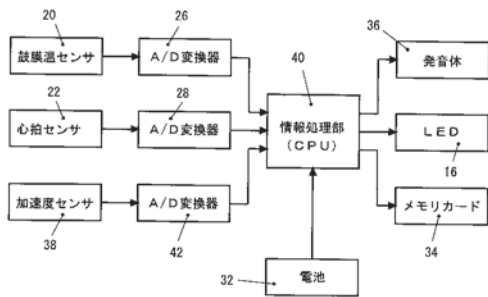 20
26
36
鼓膜温センサ
A/D変換器
発音体
40
22
28
心拍センサ
A/D変換器
情報処理部
(CPU)
LED
16
加速度センサ
A/D変換器
メモリカード
38
42
34
32
電池